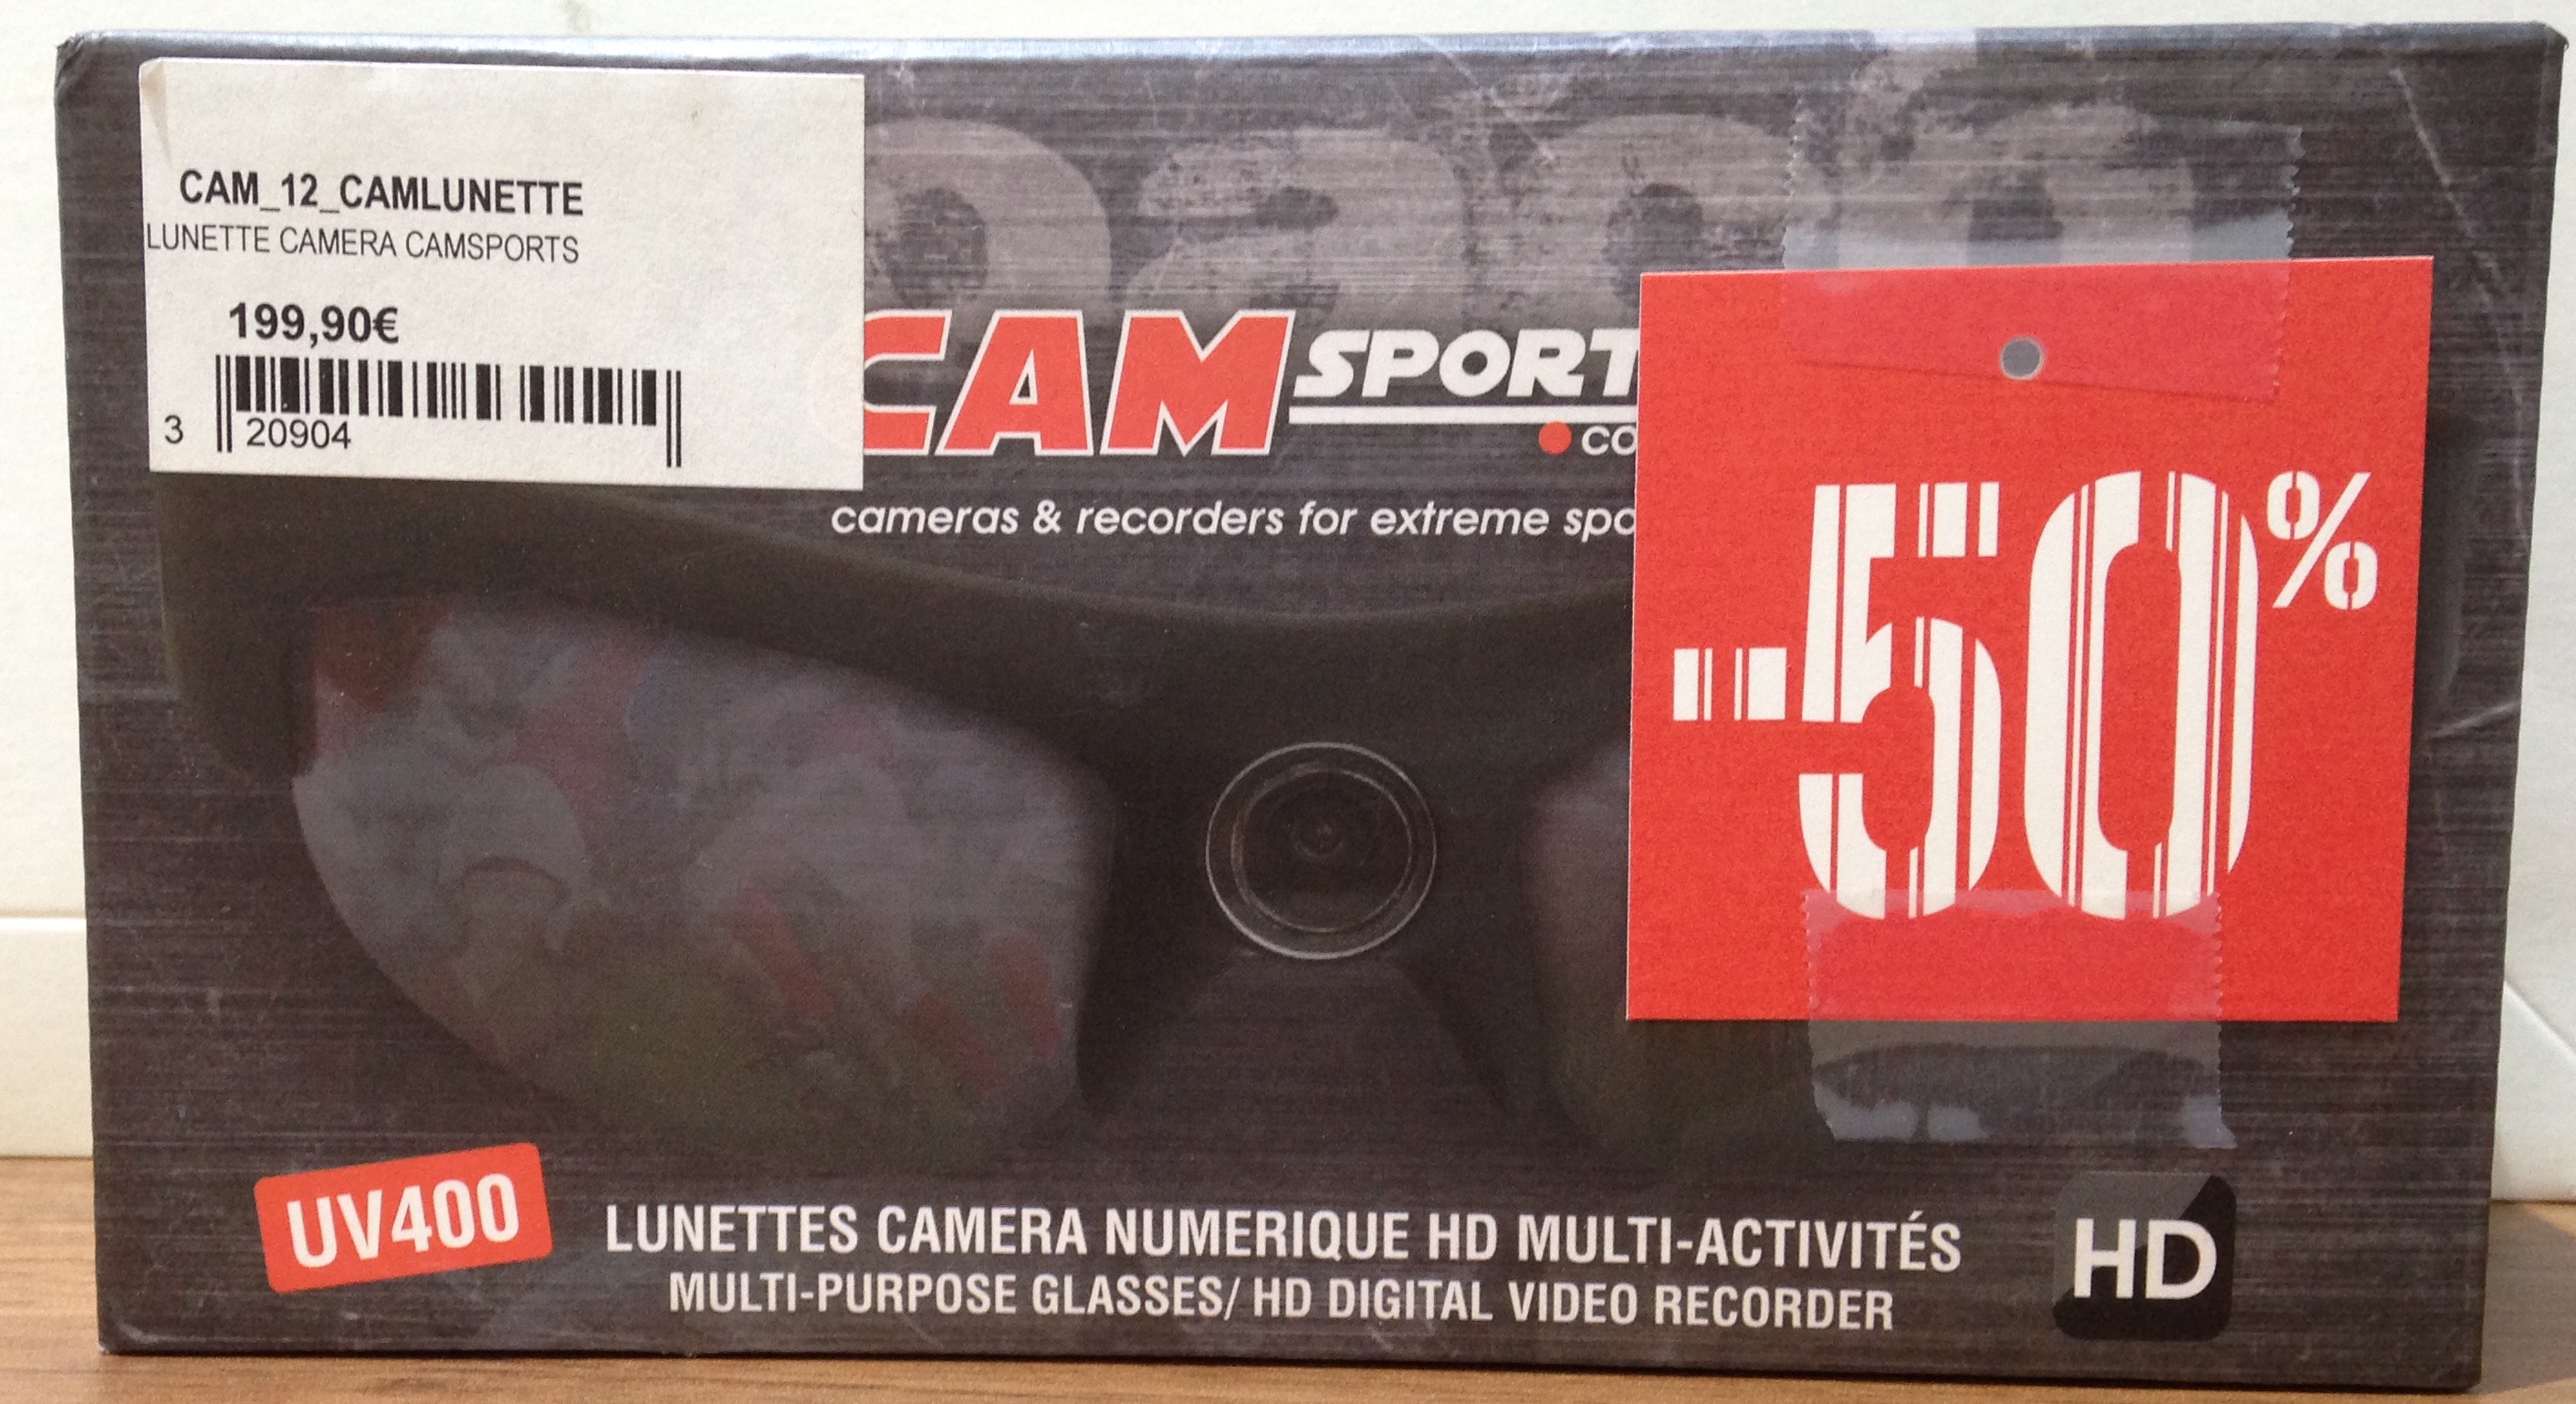 CAM_12_CAMLUNETTE
LUNETTE CAMERA CAMSPORTS
199,90€
3 20904
CAM SPORT
cameras & recorders for extreme
-50%
UV400
LUNETTES CAMERA NUMERIQUE HD MULTI-ACTIVITÉS
MULTI-PURPOSE GLASSES/ HD DIGITAL VIDEO RECORDER
HD